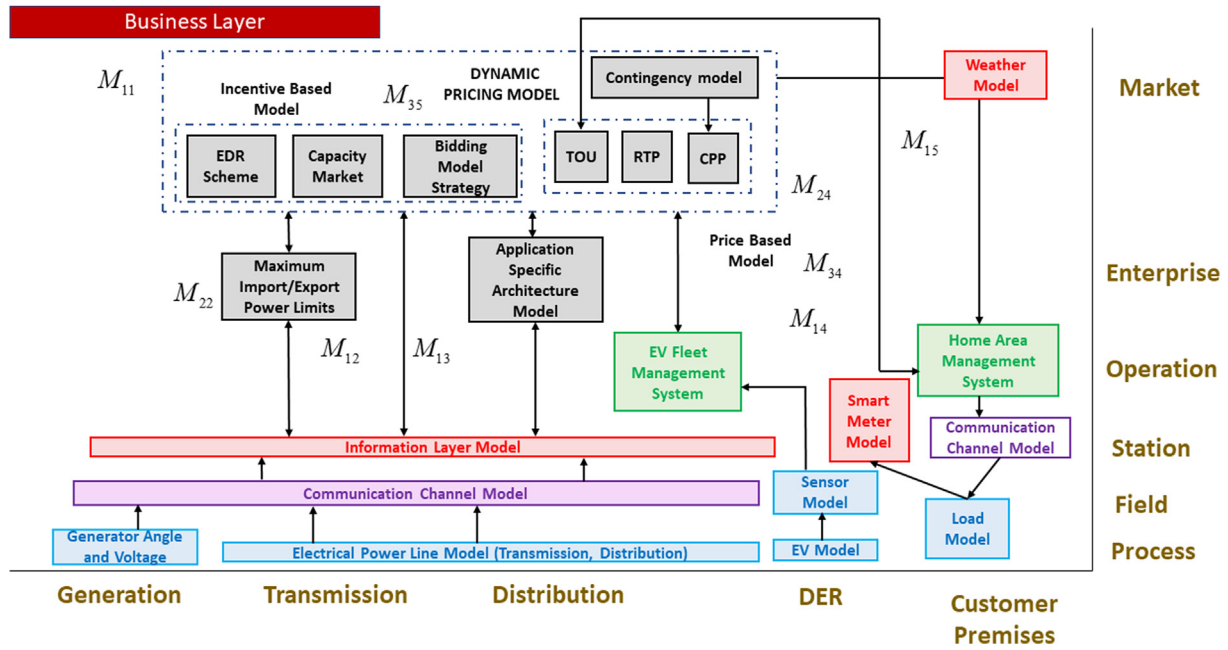 Business Layer
M11
Incentive Based
Model
M35
DYNAMIC
PRICING MODEL
Contingency model
Weather
Model
Market
EDR
Scheme
Capacity
Market
Bidding
Model
Strategy
TOU
RTP
CPP
M15
M24
Maximum
Import/Export
Power Limits
M22
Application
Specific
Architecture
Model
Price Based
Model
M34
Enterprise
M12
M13
M14
EV Fleet
Management
System
Home Area
Management
System
Operation
Smart
Meter
Model
Communication
Channel Model
Station
Information Layer Model
Communication Channel Model
Sensor
Model
Load
Model
Field
Generator Angle
and Voltage
Electrical Power Line Model (Transmission, Distribution)
EV Model
Process
Generation
Transmission
Distribution
DER
Customer
Premises